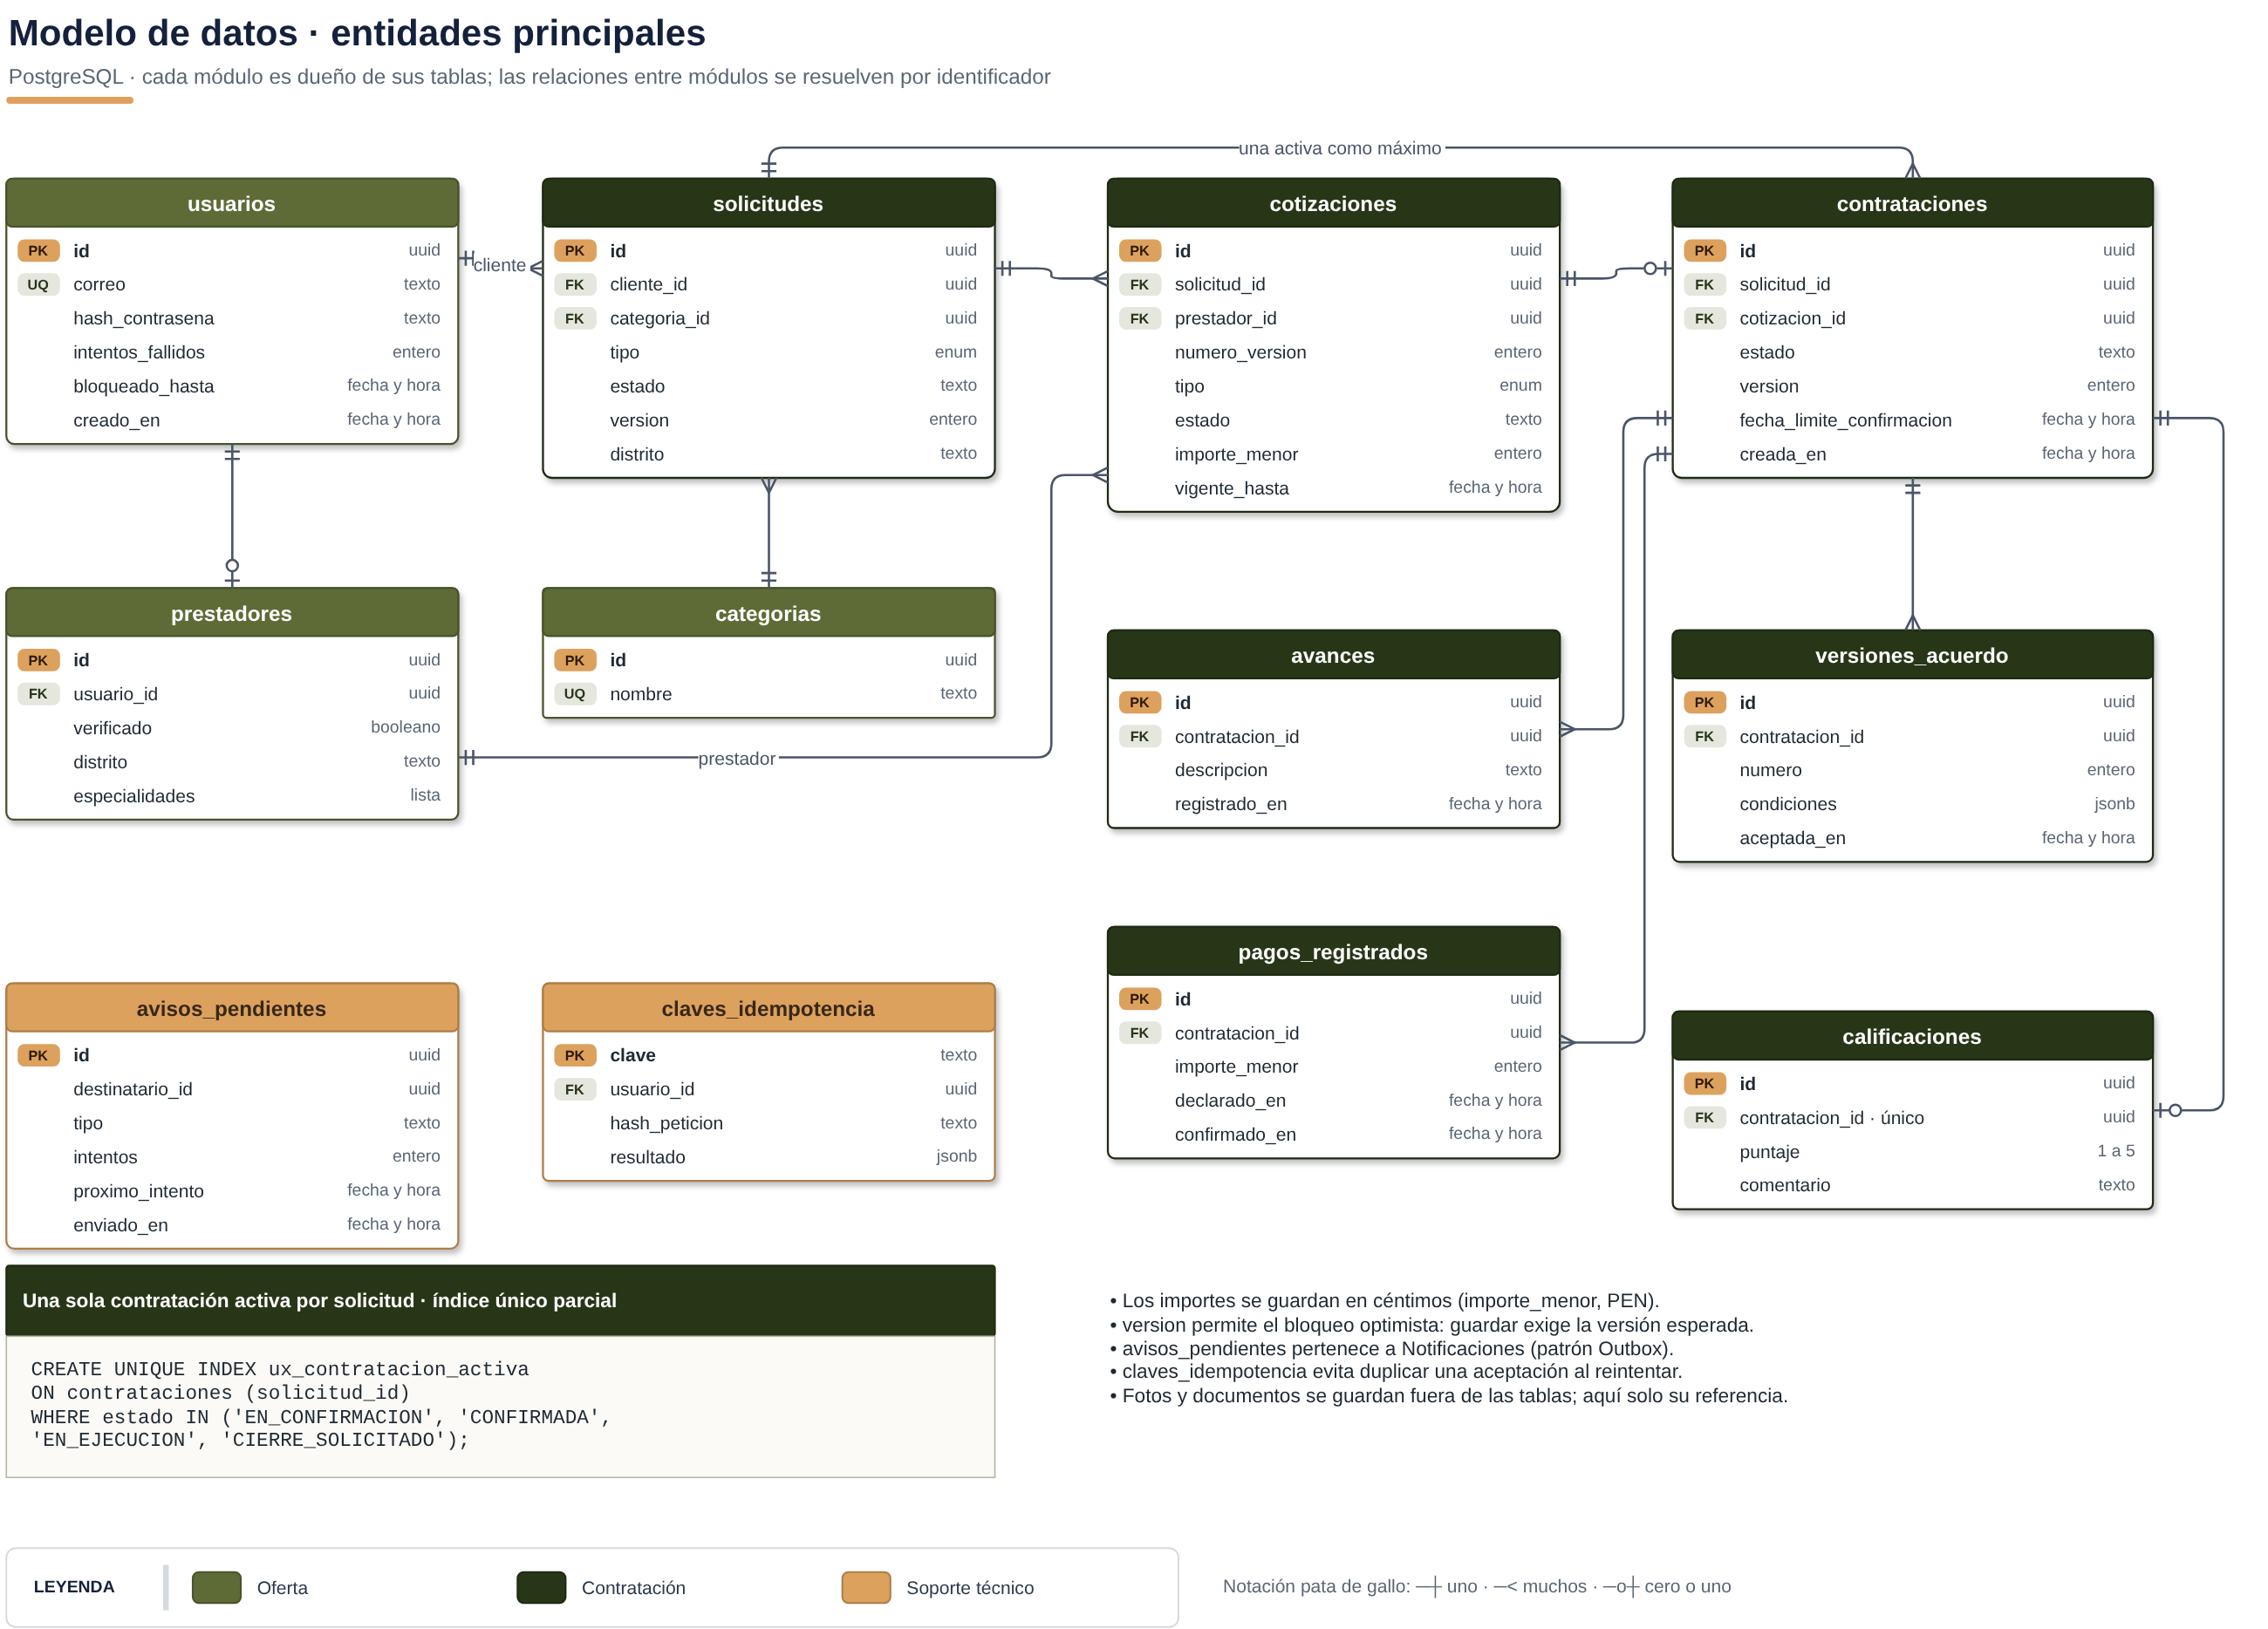 Modelo de datos · entidades principales
PostgreSQL · cada módulo es dueño de sus tablas; las relaciones entre módulos se resuelven por identificador
una activa como máximo
usuarios
PK id uuid
UQ correo texto
hash_contrasena texto
intentos_fallidos entero
bloqueado_hasta fecha y hora
creado_en fecha y hora
cliente
solicitudes
PK id uuid
FK cliente_id uuid
FK categoria_id uuid
tipo enum
estado texto
version entero
distrito texto
cotizaciones
PK id uuid
FK solicitud_id uuid
FK prestador_id uuid
numero_version entero
tipo enum
estado texto
importe_menor entero
vigente_hasta fecha y hora
contrataciones
PK id uuid
FK solicitud_id uuid
FK cotizacion_id uuid
estado texto
version entero
fecha_limite_confirmacion fecha y hora
creada_en fecha y hora
prestadores
PK id uuid
FK usuario_id uuid
verificado booleano
distrito texto
especialidades lista
categorias
PK id uuid
UQ nombre texto
prestador
avances
PK id uuid
FK contratacion_id uuid
descripcion texto
registrado_en fecha y hora
versiones_acuerdo
PK id uuid
FK contratacion_id uuid
numero entero
condiciones jsonb
aceptada_en fecha y hora
avisos_pendientes
PK id uuid
destinatario_id uuid
tipo texto
intentos entero
proximo_intento fecha y hora
enviado_en fecha y hora
claves_idempotencia
PK clave texto
FK usuario_id uuid
hash_peticion texto
resultado jsonb
pagos_registrados
PK id uuid
FK contratacion_id uuid
importe_menor entero
declarado_en fecha y hora
confirmado_en fecha y hora
calificaciones
PK id uuid
FK contratacion_id · único uuid
puntaje 1 a 5
comentario texto
Una sola contratación activa por solicitud · índice único parcial
CREATE UNIQUE INDEX ux_contratacion_activa
ON contrataciones (solicitud_id)
WHERE estado IN ('EN_CONFIRMACION', 'CONFIRMADA',
'EN_EJECUCION', 'CIERRE_SOLICITADO');
• Los importes se guardan en céntimos (importe_menor, PEN).
• version permite el bloqueo optimista: guardar exige la versión esperada.
• avisos_pendientes pertenece a Notificaciones (patrón Outbox).
• claves_idempotencia evita duplicar una aceptación al reintentar.
• Fotos y documentos se guardan fuera de las tablas; aquí solo su referencia.
LEYENDA Oferta Contratación Soporte técnico
Notación pata de gallo: ─┼ uno · ─< muchos · ─o┼ cero o uno